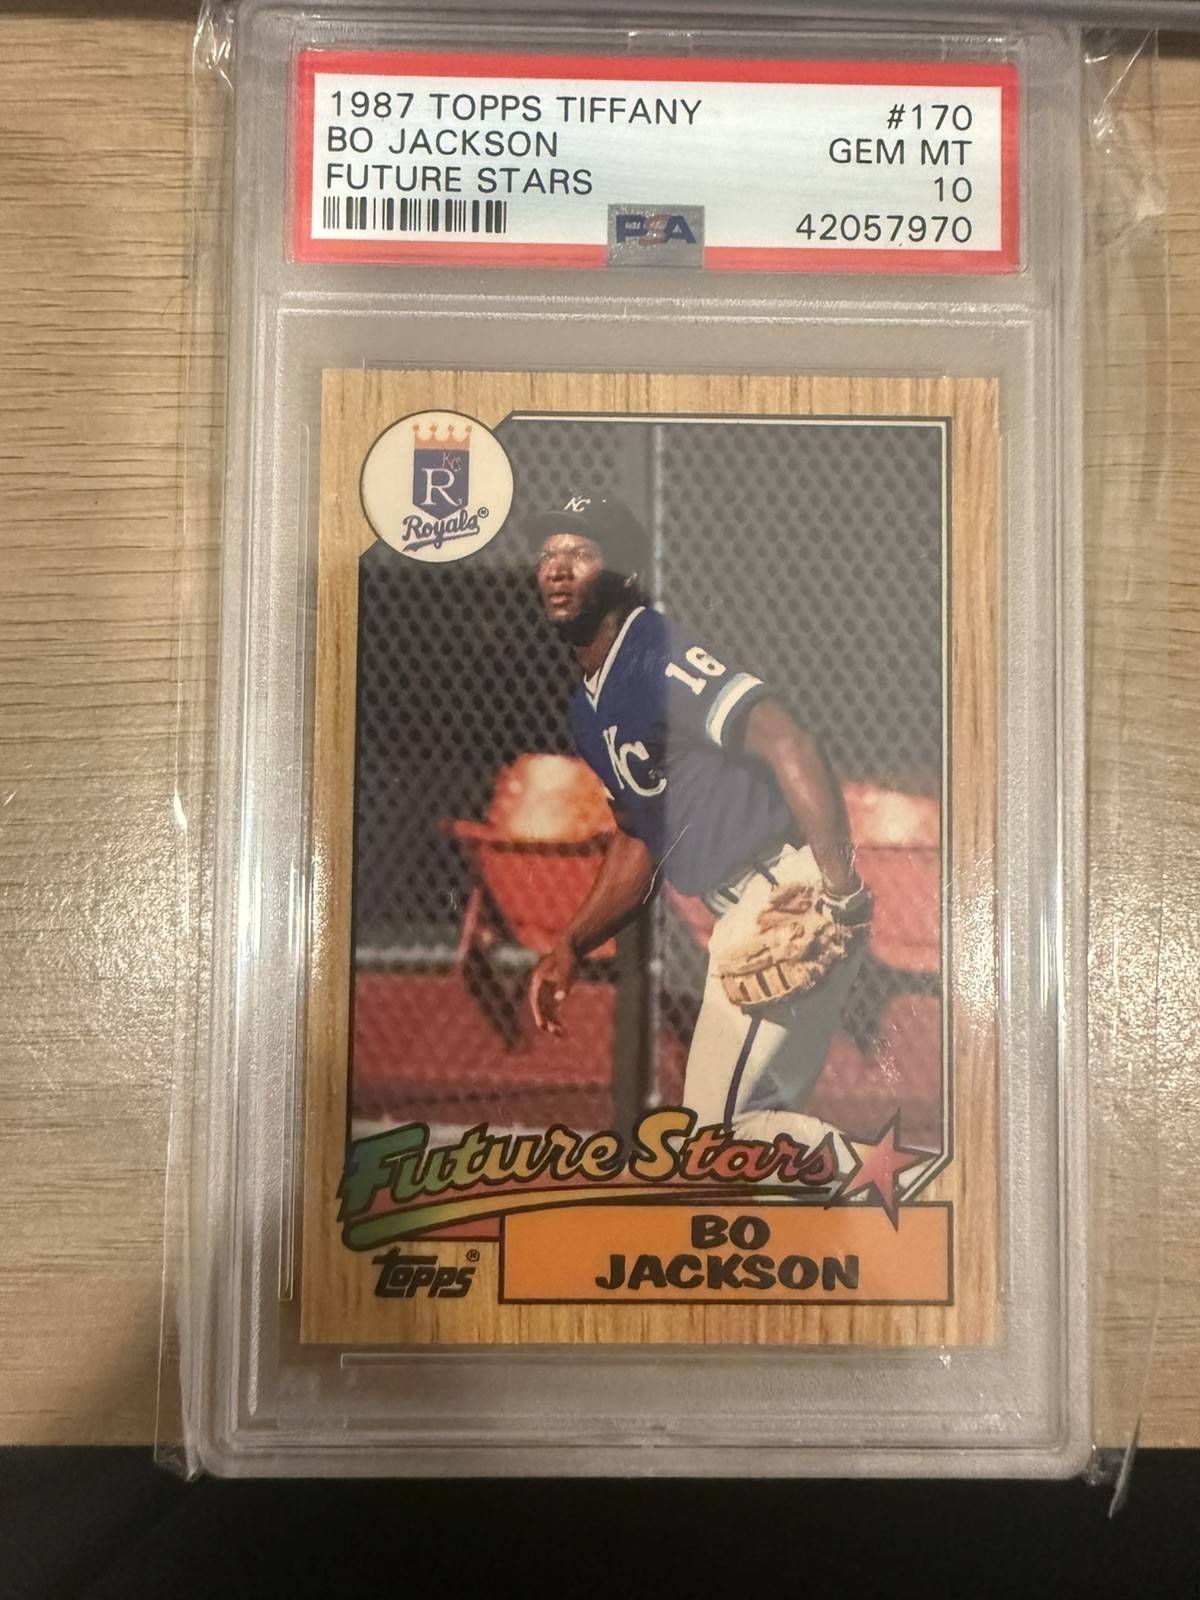 1987 TOPPS TIFFANY
BO JACKSON
FUTURE STARS
#170
GEM MT
10
42057970
PSA
KC
R
Royals®
KC
16
KC
Future Stars
topps®
BO
JACKSON